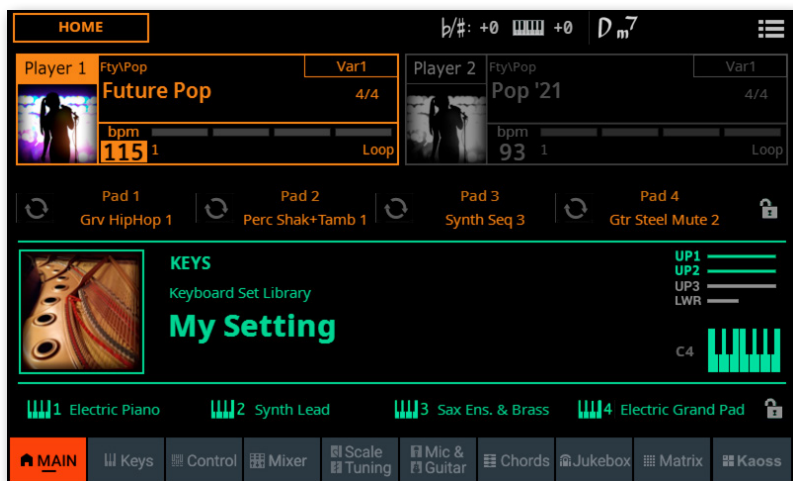 HOME
♭/#: +0 +0 Dm7
Player 1 Fty\Pop Var1
Future Pop 4/4
bpm
115 1 Loop
Player 2 Fty\Pop Var1
Pop '21 4/4
bpm
93 1 Loop
Pad 1
Grv HipHop 1
Pad 2
Perc Shak+Tamb 1
Pad 3
Synth Seq 3
Pad 4
Gtr Steel Mute 2
KEYS
Keyboard Set Library
My Setting
UP1
UP2
UP3
LWR
C4
1 Electric Piano
2 Synth Lead
3 Sax Ens. & Brass
4 Electric Grand Pad
MAIN
Keys
Control
Mixer
Scale
Tuning
Mic &
Guitar
Chords
Jukebox
Matrix
Kaoss